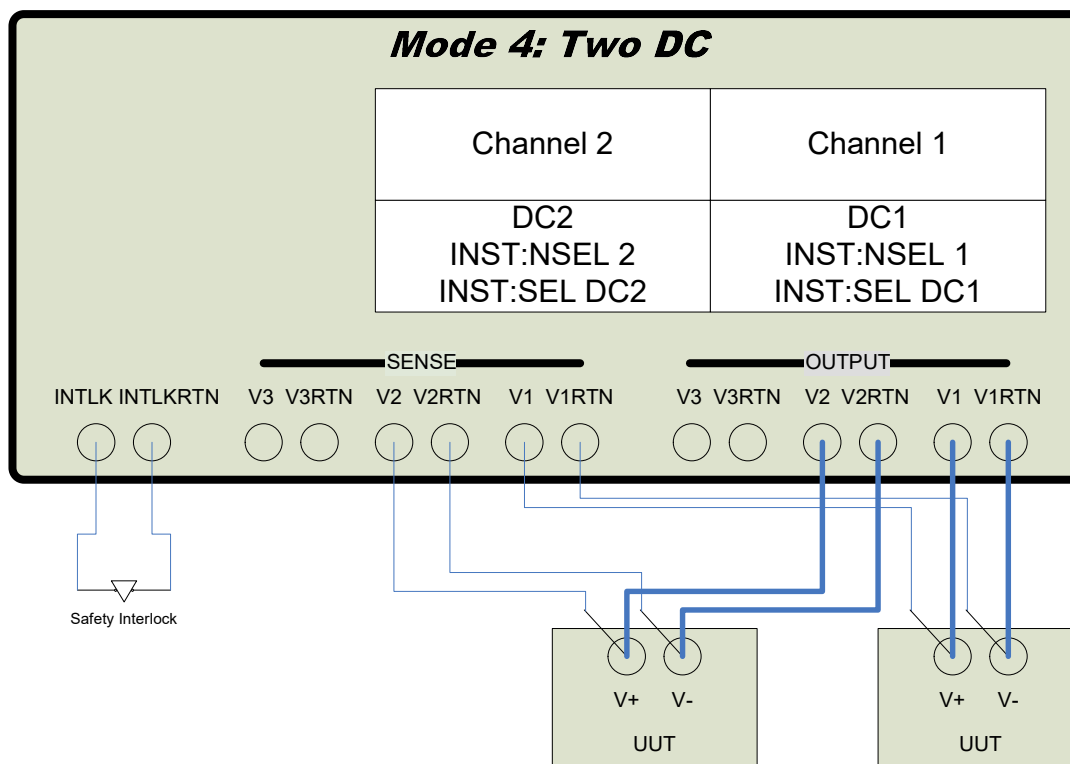 Mode 4: Two DC
Channel 2 Channel 1
DC2 DC1
INST:NSEL 2 INST:NSEL 1
INST:SEL DC2 INST:SEL DC1
SENSE OUTPUT
INTLK INTLKRTN V3 V3RTN V2 V2RTN V1 V1RTN V3 V3RTN V2 V2RTN V1 V1RTN
Safety Interlock
V+ V- V+ V-
UUT UUT